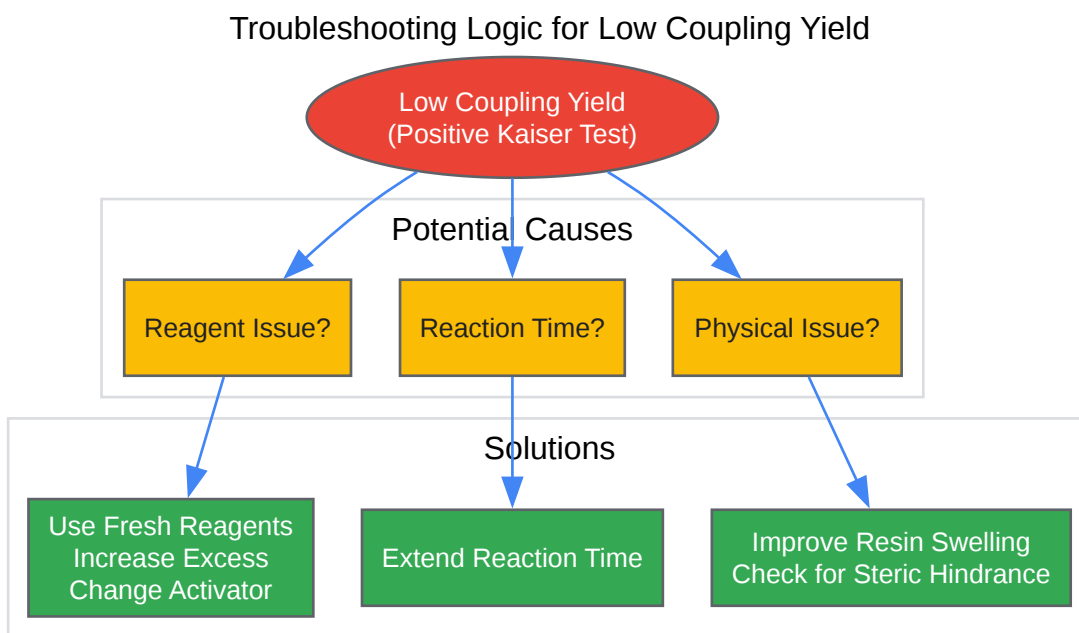 Troubleshooting Logic for Low Coupling Yield
Low Coupling Yield
(Positive Kaiser Test)
Potential Causes
Reagent Issue?
Reaction Time?
Physical Issue?
Solutions
Use Fresh Reagents
Increase Excess
Change Activator
Extend Reaction Time
Improve Resin Swelling
Check for Steric Hindrance